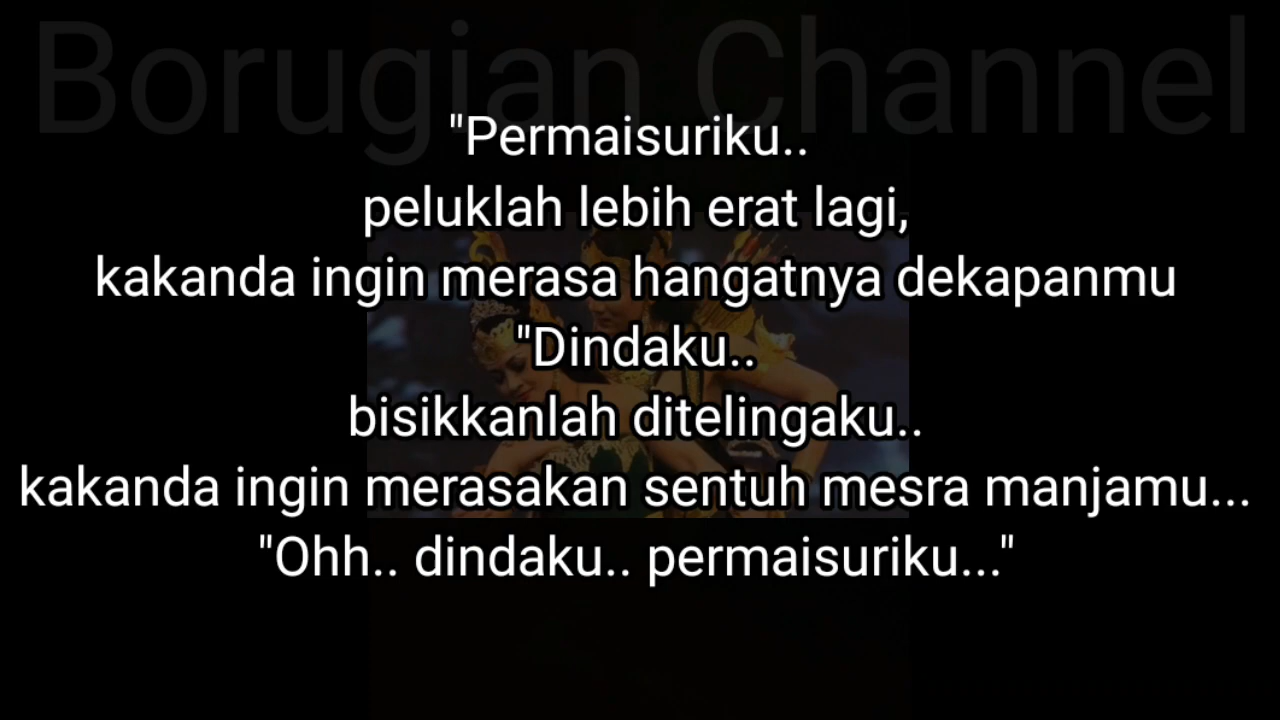 Borugian Channel
"Permaisuriku..
peluklah lebih erat lagi,
kakanda ingin merasa hangatnya dekapanmu
"Dindaku..
bisikkanlah ditelingaku..
kakanda ingin merasakan sentuh mesra manjamu...
"Ohh.. dindaku.. permaisuriku..."